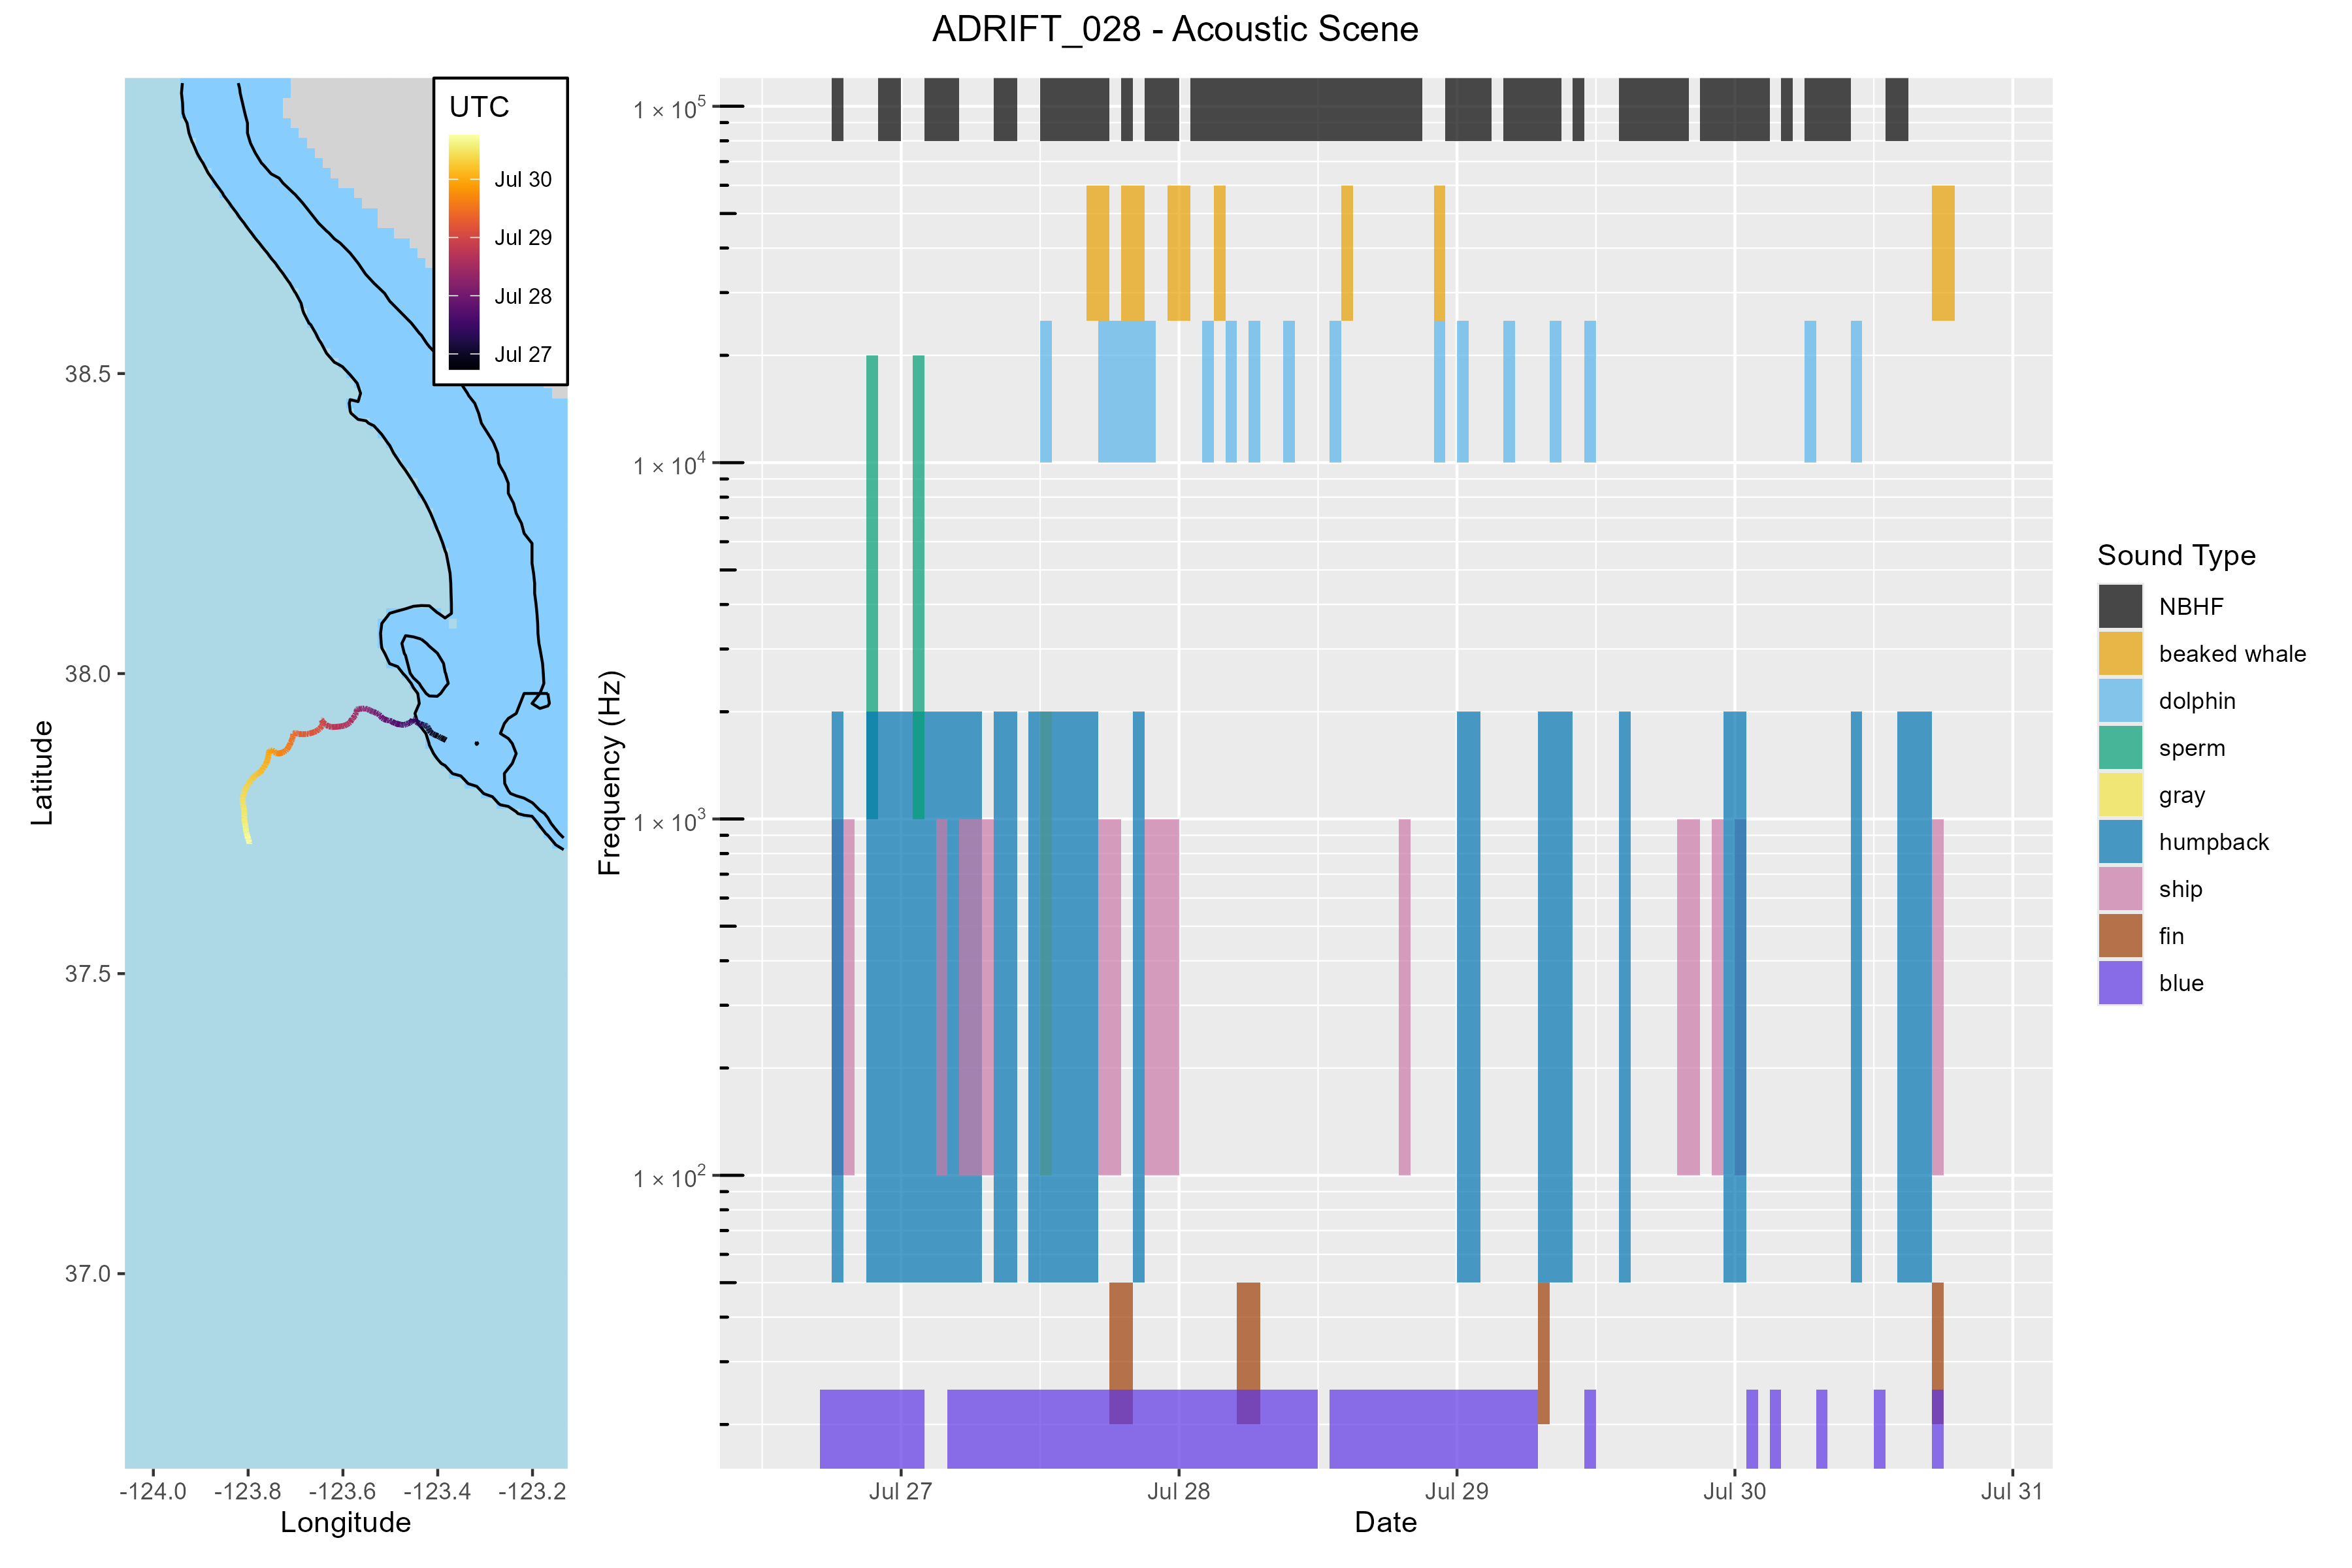 ADRIFT_028 - Acoustic Scene
UTC
Jul 30
Jul 29
Jul 28
Jul 27
Latitude
38.5
38.0
37.5
37.0
-124.0 -123.8 -123.6 -123.4 -123.2
Longitude
Frequency (Hz)
1 × 10⁵
1 × 10⁴
1 × 10³
1 × 10²
Jul 27 Jul 28 Jul 29 Jul 30 Jul 31
Date
Sound Type
NBHF
beaked whale
dolphin
sperm
gray
humpback
ship
fin
blue